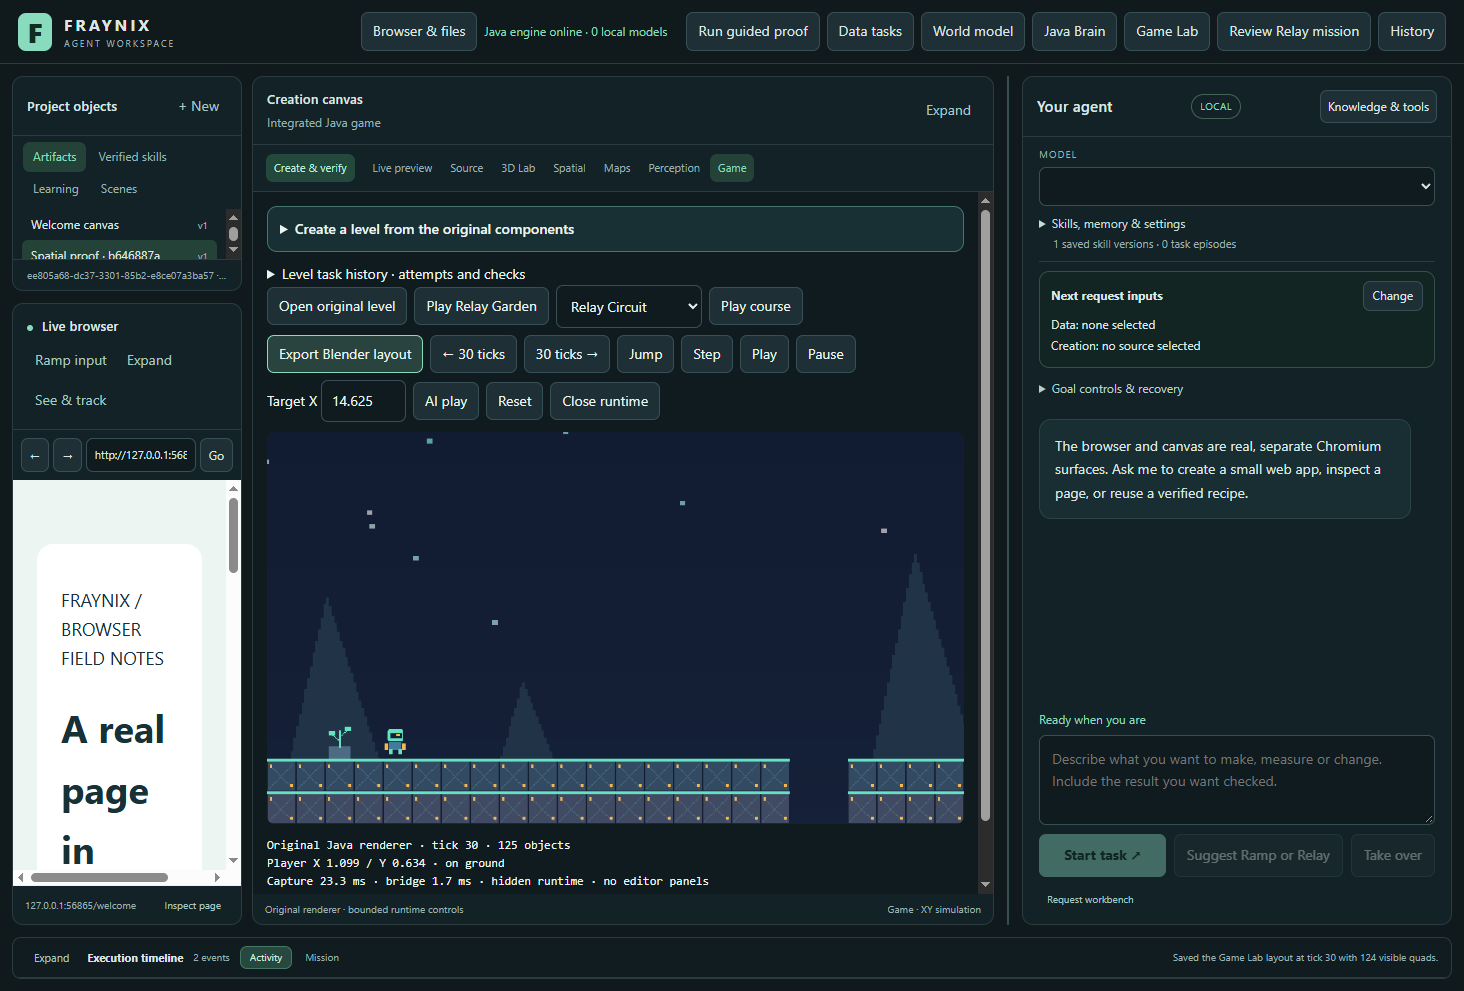 F FRAYNIX
AGENT WORKSPACE
Browser & files
Java engine online · 0 local models
Run guided proof
Data tasks
World model
Java Brain
Game Lab
Review Relay mission
History
Project objects
+ New
Artifacts
Verified skills
Learning
Scenes
Welcome canvas v1
Spatial proof · b646887a v1
ee805a68-dc37-3301-85b2-e8ce07a3ba57 ·...
Live browser
Ramp input
Expand
See & track
← → http://127.0.0.1:568 Go
FRAYNIX /
BROWSER
FIELD NOTES
A real
page
in
127.0.0.1:56865/welcome
Inspect page
Creation canvas
Integrated Java game
Expand
Create & verify
Live preview
Source
3D Lab
Spatial
Maps
Perception
Game
Create a level from the original components
Level task history · attempts and checks
Open original level
Play Relay Garden
Relay Circuit
Play course
Export Blender layout
← 30 ticks
30 ticks →
Jump
Step
Play
Pause
Target X 14.625
AI play
Reset
Close runtime
Original Java renderer · tick 30 · 125 objects
Player X 1.099 / Y 0.634 · on ground
Capture 23.3 ms · bridge 1.7 ms · hidden runtime · no editor panels
Original renderer · bounded runtime controls
Game · XY simulation
Your agent
LOCAL
Knowledge & tools
MODEL
Skills, memory & settings
1 saved skill versions · 0 task episodes
Next request inputs
Change
Data: none selected
Creation: no source selected
Goal controls & recovery
The browser and canvas are real, separate Chromium
surfaces. Ask me to create a small web app, inspect a
page, or reuse a verified recipe.
Ready when you are
Describe what you want to make, measure or change.
Include the result you want checked.
Start task ↗
Suggest Ramp or Relay
Take over
Request workbench
Expand
Execution timeline
2 events
Activity
Mission
Saved the Game Lab layout at tick 30 with 124 visible quads.